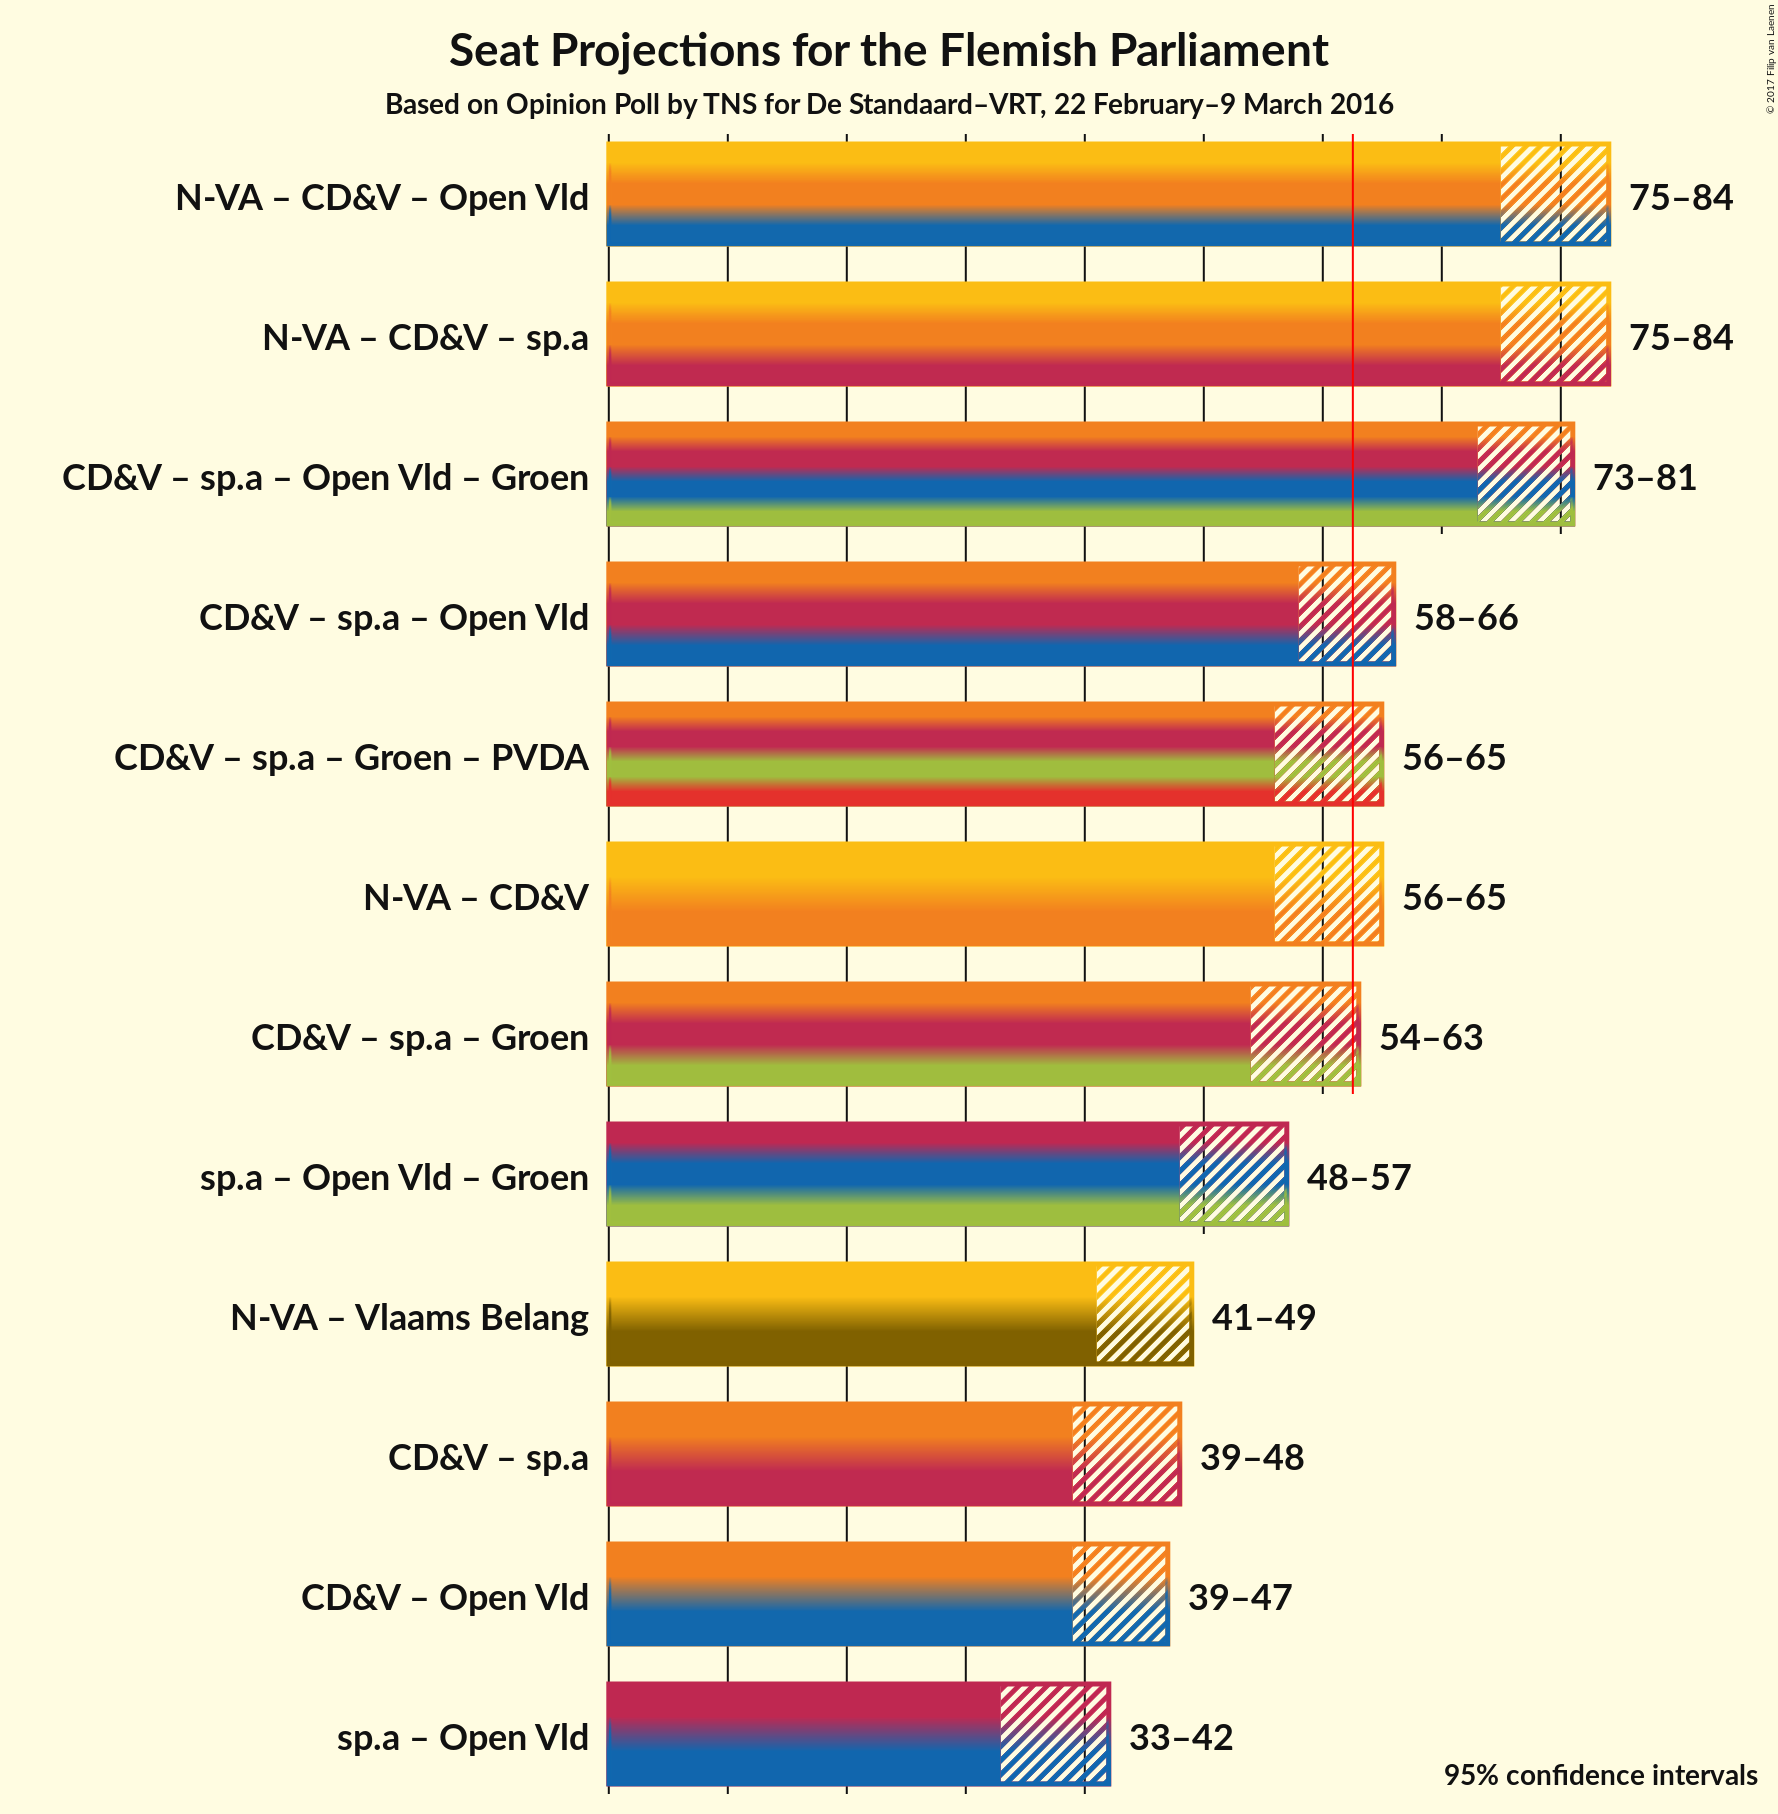 Seat Projections for the Flemish Parliament
Based on Opinion Poll by TNS for De Standaard–VRT, 22 February–9 March 2016
© 2017 Filip van Laenen
N-VA – CD&V – Open Vld 75–84
N-VA – CD&V – sp.a 75–84
CD&V – sp.a – Open Vld – Groen 73–81
CD&V – sp.a – Open Vld 58–66
CD&V – sp.a – Groen – PVDA 56–65
N-VA – CD&V 56–65
CD&V – sp.a – Groen 54–63
sp.a – Open Vld – Groen 48–57
N-VA – Vlaams Belang 41–49
CD&V – sp.a 39–48
CD&V – Open Vld 39–47
sp.a – Open Vld 33–42
95% confidence intervals